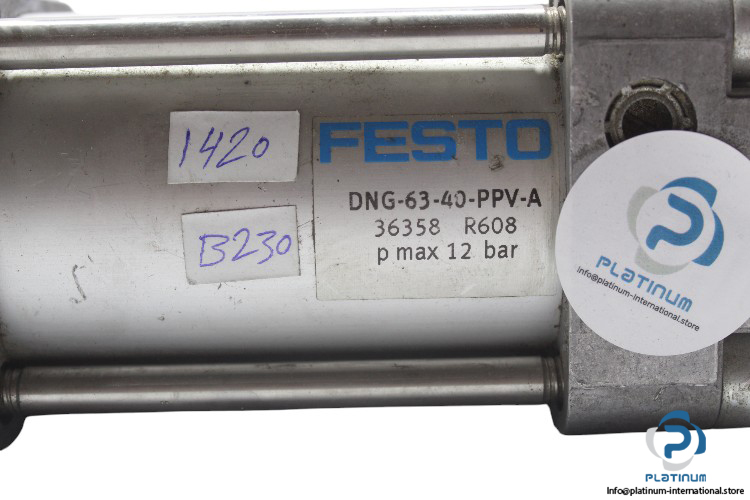 1420
B230
FESTO
DNG-63-40-PPV-A
36358 R608
p max 12 bar
PLATINUM
info@platinum-international.store
PLATINUM
Info@platinum-international.store